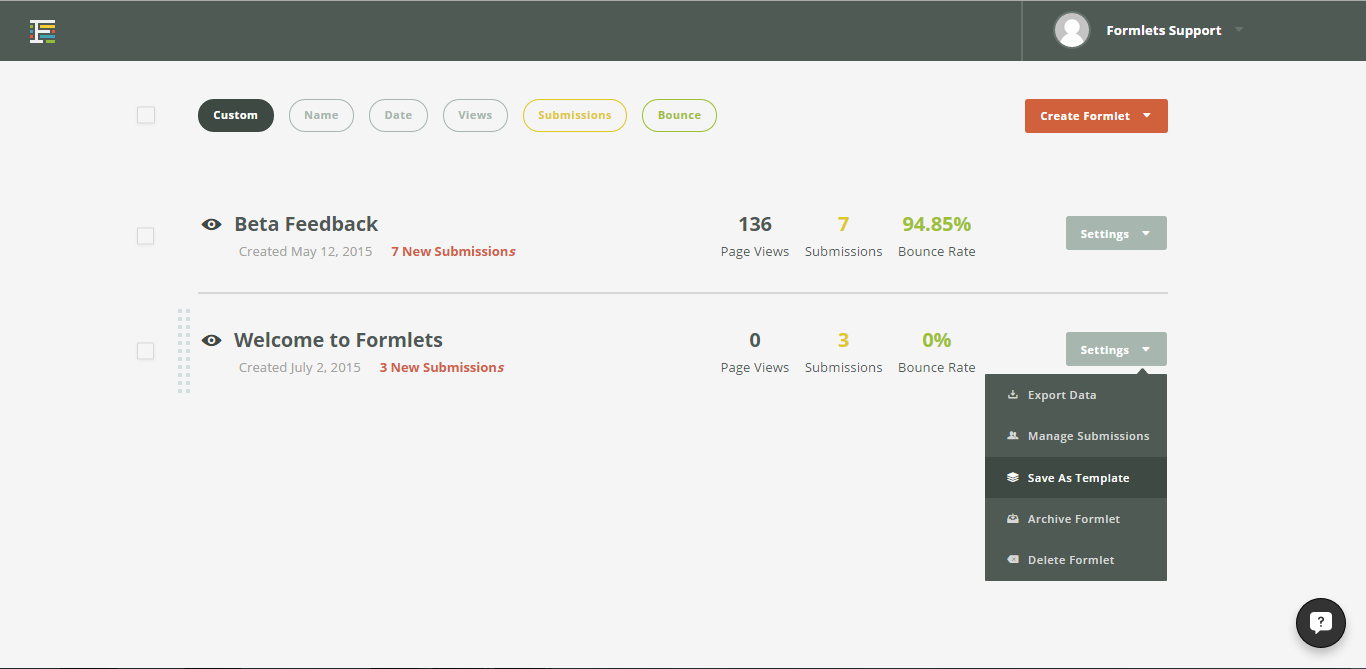 Formlets Support
Custom Name Date Views Submissions Bounce Create Formlet
Beta Feedback 136 7 94.85% Settings
Created May 12, 2015 7 New Submissions Page Views Submissions Bounce Rate
Welcome to Formlets 0 3 0% Settings
Created July 2, 2015 3 New Submissions Page Views Submissions Bounce Rate
Export Data
Manage Submissions
Save As Template
Archive Formlet
Delete Formlet
?